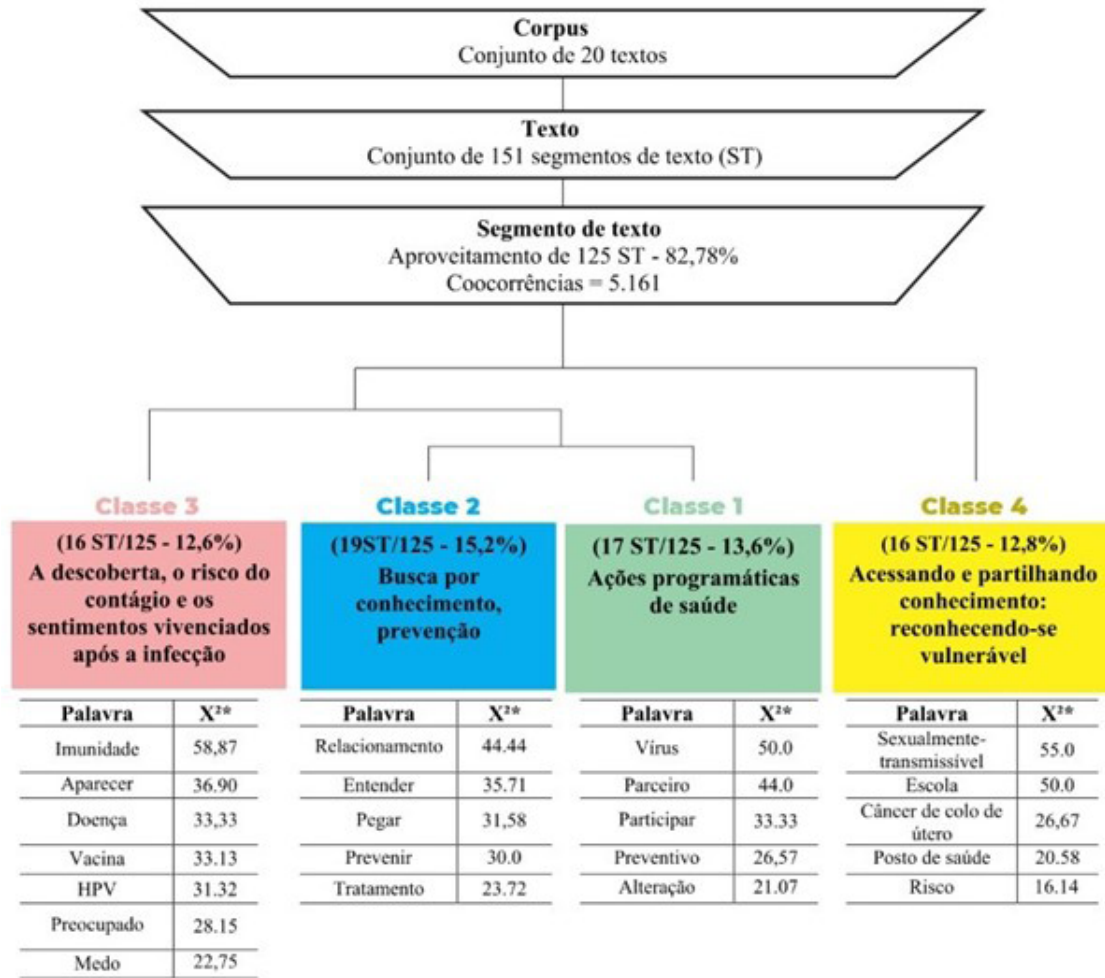 Corpus
Conjunto de 20 textos
Texto
Conjunto de 151 segmentos de texto (ST)
Segmento de texto
Aproveitamento de 125 ST - 82,78%
Coocorrências = 5.161
Classe 3
(16 ST/125 - 12,6%)
A descoberta, o risco do
contágio e os
sentimentos vivenciados
após a infecção
Palavra X²*
Imunidade 58,87
Aparecer 36.90
Doença 33,33
Vacina 33.13
HPV 31.32
Preocupado 28.15
Medo 22,75
Classe 2
(19ST/125 - 15,2%)
Busca por
conhecimento,
prevenção
Palavra X²*
Relacionamento 44.44
Entender 35.71
Pegar 31,58
Prevenir 30.0
Tratamento 23.72
Classe 1
(17 ST/125 - 13,6%)
Ações programáticas
de saúde
Palavra X²*
Vírus 50.0
Parceiro 44.0
Participar 33.33
Preventivo 26,57
Alteração 21.07
Classe 4
(16 ST/125 - 12,8%)
Acessando e partilhando
conhecimento:
reconhecendo-se
vulnerável
Palavra X²*
Sexualmente-
transmissível 55.0
Escola 50.0
Câncer de colo de
útero 26,67
Posto de saúde 20.58
Risco 16.14